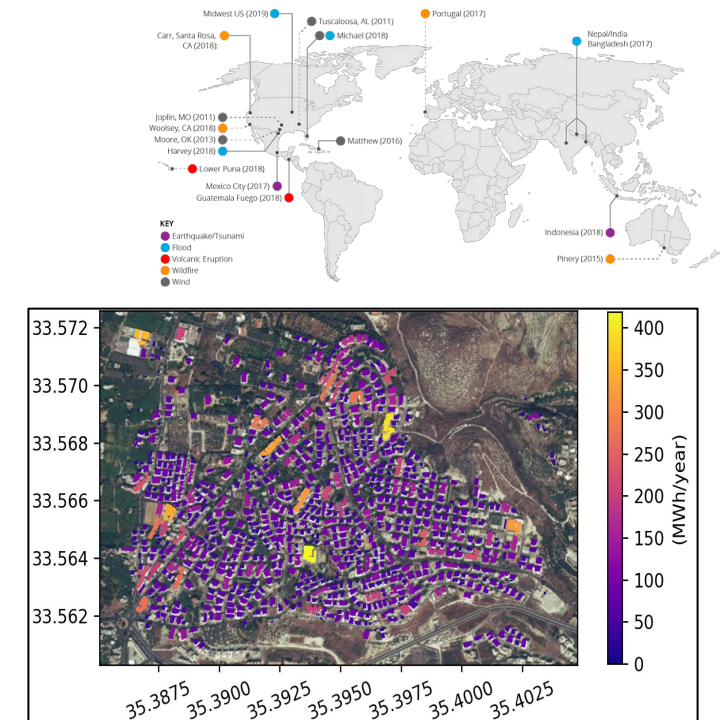 Midwest US (2019)
Tuscaloosa, AL (2011)
Portugal (2017)
Carr, Santa Rosa,
CA (2018):
Michael (2018)
Nepal/India
Bangladesh (2017)
Joplin, MO (2011)
Woolsey, CA (2018)
Moore, OK (2013)
Harvey (2018)
Matthew (2016)
Lower Puna (2018)
Mexico City (2017)
Guatemala Fuego (2018)
Indonesia (2018)
Pinery (2015)
KEY
Earthquake/Tsunami
Flood
Volcanic Eruption
Wildfire
Wind
33.572
33.570
33.568
33.566
33.564
33.562
35.3875
35.3900
35.3925
35.3950
35.3975
35.4000
35.4025
400
350
300
250
200
150
100
50
0
(MWh/year)